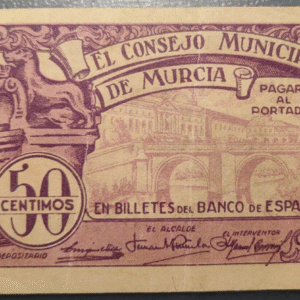 EL CONSEJO MUNICI
DE MURCIA
PAGAR
AL
PORTAD
50
CENTIMOS
EN BILLETES DEL BANCO DE ESPA
EL ALCALDE
EL INTERVENTOR
DEPOSITARIO